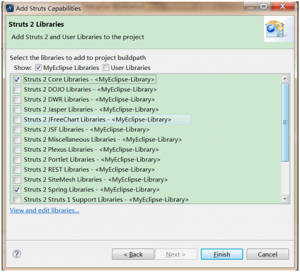 Add Struts Capabilities
Struts 2 Libraries
Add Struts 2 and User Libraries to the project
Select the libraries to add to project buildpath
Show: MyEclipse Libraries User Libraries
Struts 2 Core Libraries - <MyEclipse-Library>
Struts 2 DOJO Libraries - <MyEclipse-Library>
Struts 2 DWR Libraries - <MyEclipse-Library>
Struts 2 Jasper Libraries - <MyEclipse-Library>
Struts 2 JFreeChart Libraries - <MyEclipse-Library>
Struts 2 JSF Libraries - <MyEclipse-Library>
Struts 2 Miscellaneous Libraries - <MyEclipse-Library>
Struts 2 Plexus Libraries - <MyEclipse-Library>
Struts 2 Portlet Libraries - <MyEclipse-Library>
Struts 2 REST Libraries - <MyEclipse-Library>
Struts 2 SiteMesh Libraries - <MyEclipse-Library>
Struts 2 Spring Libraries - <MyEclipse-Library>
Struts 2 Struts 1 Support Libraries - <MyEclipse-Library>
View and edit libraries...
? < Back Next > Finish Cancel